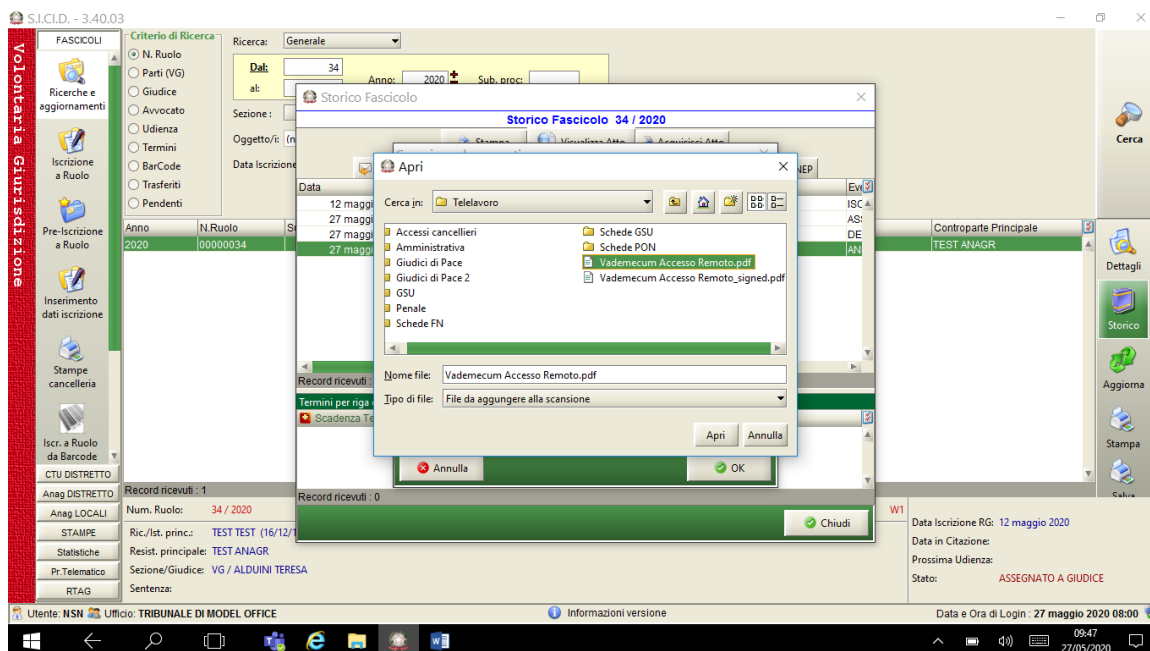 S.I.CI.D. - 3.40.03
Volontaria Giurisdizione
FASCICOLI
Ricerche e
aggiornamenti
Iscrizione
a Ruolo
Pre-Iscrizione
a Ruolo
Inserimento
dati iscrizione
Stampe
cancelleria
Iscr. a Ruolo
da Barcode
CTU DISTRETTO
Anag DISTRETTO
Anag LOCALI
STAMPE
Statistiche
Pr.Telematico
RTAG
Criterio di Ricerca
N. Ruolo
Parti (VG)
Giudice
Avvocato
Udienza
Termini
BarCode
Trasferiti
Pendenti
Ricerca: Generale
Dal: 34
al:
Anno: 2020 Sub. proc:
Sezione :
Oggetto/i: (n
Data Iscrizione
Anno N.Ruolo Controparte Principale
2020 00000034 TEST ANAGR
Storico Fascicolo
Storico Fascicolo 34 / 2020
Stampa Visualizza Atto Acquisisci Atto
NEP
Data
12 maggi ISC
27 maggi AS
27 maggi DE
27 maggi AN
Record ricevuti :
Termini per riga
Scadenza Te
Annulla OK
Record ricevuti : 0
Chiudi
Apri
Cerca in: Telelavoro
Accessi cancellieri
Amministrativa
Giudici di Pace
Giudici di Pace 2
GSU
Penale
Schede FN
Schede GSU
Schede PON
Vademecum Accesso Remoto.pdf
Vademecum Accesso Remoto_signed.pdf
Nome file: Vademecum Accesso Remoto.pdf
Tipo di file: File da aggungere alla scansione
Apri Annulla
Cerca
Dettagli
Storico
Aggiorna
Stampa
Salva
Record ricevuti : 1
Num. Ruolo: 34 / 2020 W1
Ric./Ist. princ.: TEST TEST (16/12/1
Resist. principale: TEST ANAGR
Sezione/Giudice: VG / ALDUINI TERESA
Sentenza:
Data Iscrizione RG: 12 maggio 2020
Data in Citazione:
Prossima Udienza:
Stato: ASSEGNATO A GIUDICE
Utente: NSN Ufficio: TRIBUNALE DI MODEL OFFICE Informazioni versione Data e Ora di Login : 27 maggio 2020 08:00
09:47
27/05/2020